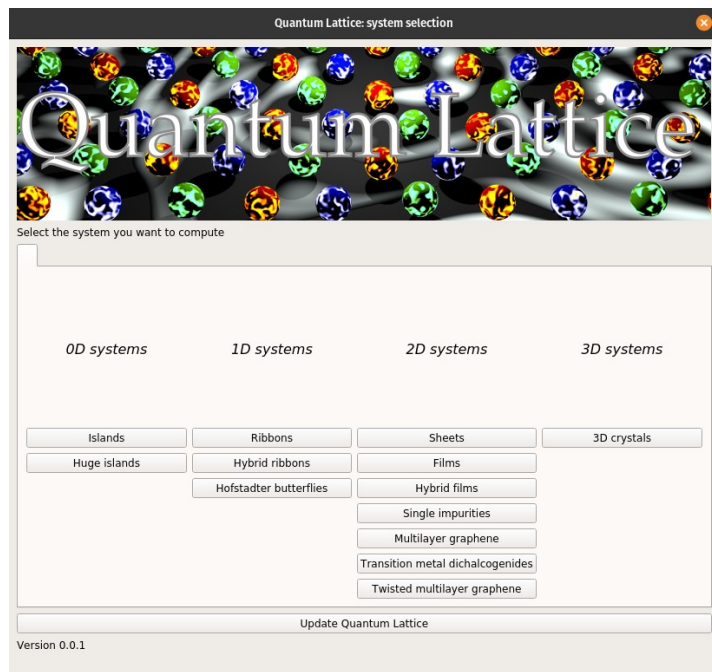 Quantum Lattice: system selection
Quantum Lattice
Select the system you want to compute
0D systems 1D systems 2D systems 3D systems
Islands Ribbons Sheets 3D crystals
Huge islands Hybrid ribbons Films
Hofstadter butterflies Hybrid films
Single impurities
Multilayer graphene
Transition metal dichalcogenides
Twisted multilayer graphene
Update Quantum Lattice
Version 0.0.1